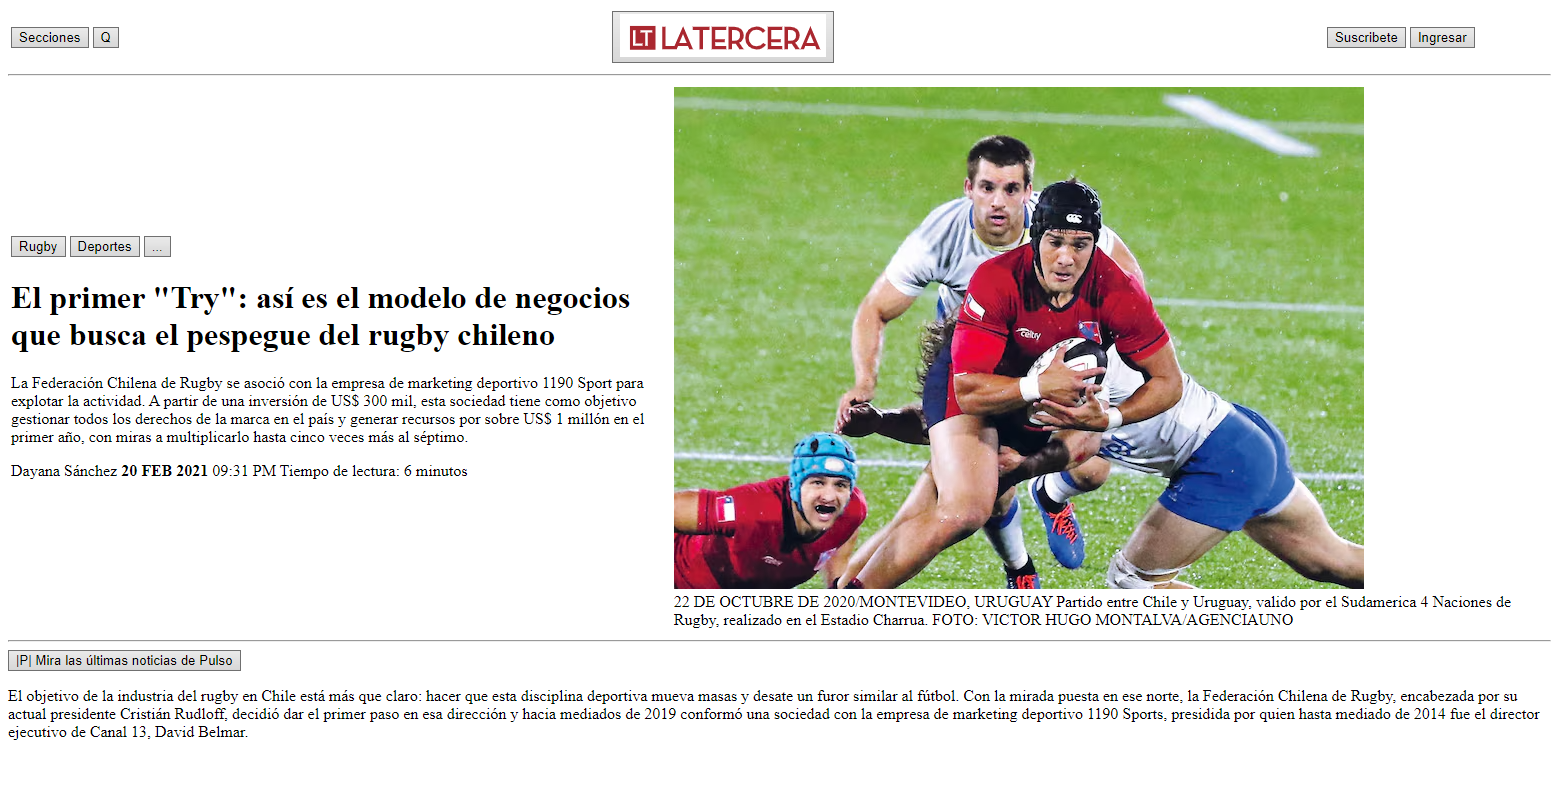 Secciones Q LT LATERCERA Suscribete Ingresar
Rugby Deportes ...
El primer "Try": así es el modelo de negocios
que busca el pespegue del rugby chileno
La Federación Chilena de Rugby se asoció con la empresa de marketing deportivo 1190 Sport para
explotar la actividad. A partir de una inversión de US$ 300 mil, esta sociedad tiene como objetivo
gestionar todos los derechos de la marca en el país y generar recursos por sobre US$ 1 millón en el
primer año, con miras a multiplicarlo hasta cinco veces más al séptimo.
Dayana Sánchez 20 FEB 2021 09:31 PM Tiempo de lectura: 6 minutos
celtry
22 DE OCTUBRE DE 2020/MONTEVIDEO, URUGUAY Partido entre Chile y Uruguay, valido por el Sudamerica 4 Naciones de
Rugby, realizado en el Estadio Charrua. FOTO: VICTOR HUGO MONTALVA/AGENCIAUNO
|P| Mira las últimas noticias de Pulso
El objetivo de la industria del rugby en Chile está más que claro: hacer que esta disciplina deportiva mueva masas y desate un furor similar al fútbol. Con la mirada puesta en ese norte, la Federación Chilena de Rugby, encabezada por su
actual presidente Cristián Rudloff, decidió dar el primer paso en esa dirección y hacia mediados de 2019 conformó una sociedad con la empresa de marketing deportivo 1190 Sports, presidida por quien hasta mediado de 2014 fue el director
ejecutivo de Canal 13, David Belmar.